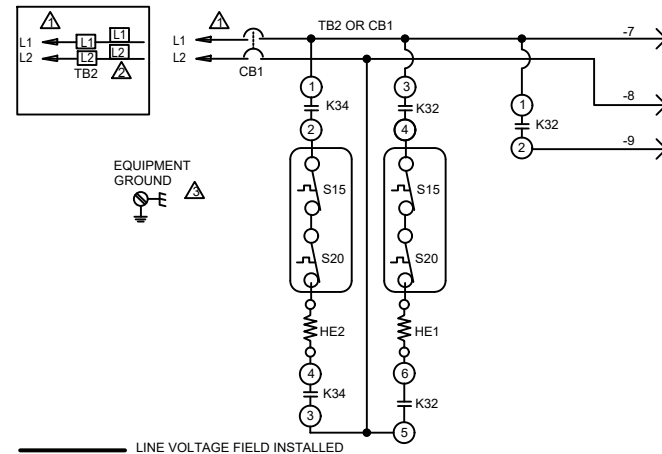 1
L1 L1 L1
L2 L2 L2
TB2 2
1
L1
L2
CB1
TB2 OR CB1
-7
-8
-9
1
K34
2
3
K32
4
1
K32
2
EQUIPMENT
GROUND
3
S15
S20
S15
S20
HE2
HE1
4
K34
3
6
K32
5
LINE VOLTAGE FIELD INSTALLED